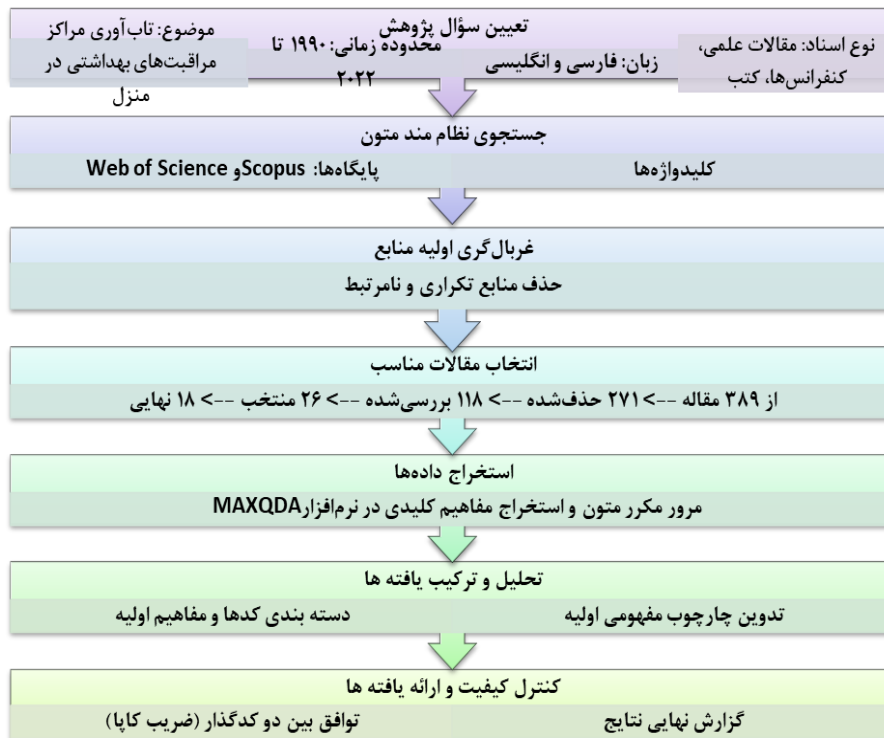 تعیین سؤال پژوهش
نوع اسناد: مقالات علمی،
کنفرانس‌ها، کتب
زبان: فارسی و انگلیسی
محدوده زمانی: ۱۹۹۰ تا
۲۰۲۲
موضوع: تاب‌آوری مراکز
مراقبت‌های بهداشتی در
منزل
جستجوی نظام مند متون
کلیدواژه‌ها
پایگاه‌ها: Scopusو Web of Science
غربال‌گری اولیه منابع
حذف منابع تکراری و نامرتبط
انتخاب مقالات مناسب
از ۳۸۹ مقاله --> ۲۷۱ حذف‌شده --> ۱۱۸ بررسی‌شده --> ۲۶ منتخب --> ۱۸ نهایی
استخراج داده‌ها
مرور مکرر متون و استخراج مفاهیم کلیدی در نرم‌افزارMAXQDA
تحلیل و ترکیب یافته ها
تدوین چارچوب مفهومی اولیه
دسته بندی کدها و مفاهیم اولیه
کنترل کیفیت و ارائه یافته ها
گزارش نهایی نتایج
توافق بین دو کدگذار (ضریب کاپا)